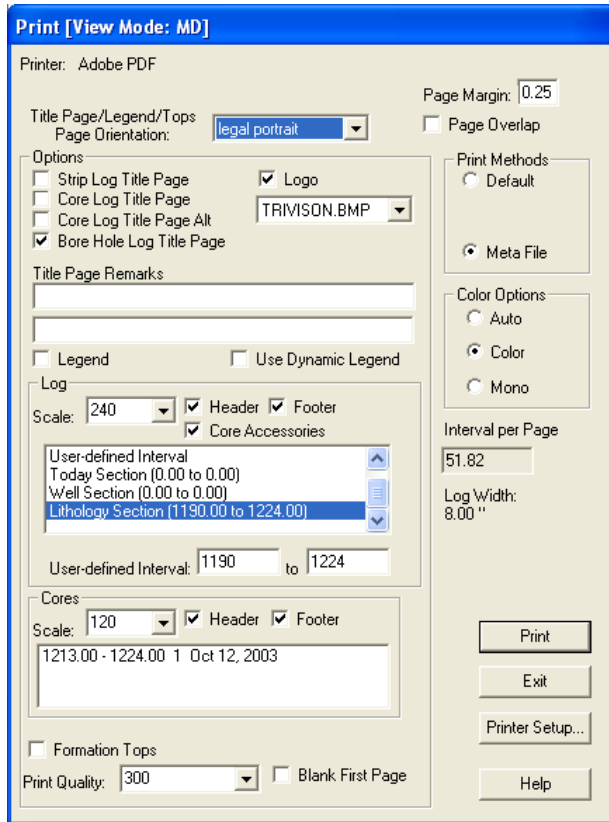 Print [View Mode: MD]
Printer: Adobe PDF
Page Margin: 0.25
Title Page/Legend/Tops
Page Orientation:
legal portrait
Page Overlap
Options
Strip Log Title Page
Core Log Title Page
Core Log Title Page Alt
Bore Hole Log Title Page
Logo
TRIVISON.BMP
Title Page Remarks
Legend
Use Dynamic Legend
Log
Scale: 240
Header
Footer
Core Accessories
User-defined Interval
Today Section (0.00 to 0.00)
Well Section (0.00 to 0.00)
Lithology Section (1190.00 to 1224.00)
User-defined Interval: 1190 to 1224
Cores
Scale: 120
Header
Footer
1213.00 - 1224.00 1 Oct 12, 2003
Formation Tops
Print Quality: 300
Blank First Page
Print Methods
Default
Meta File
Color Options
Auto
Color
Mono
Interval per Page
51.82
Log Width:
8.00 "
Print
Exit
Printer Setup...
Help